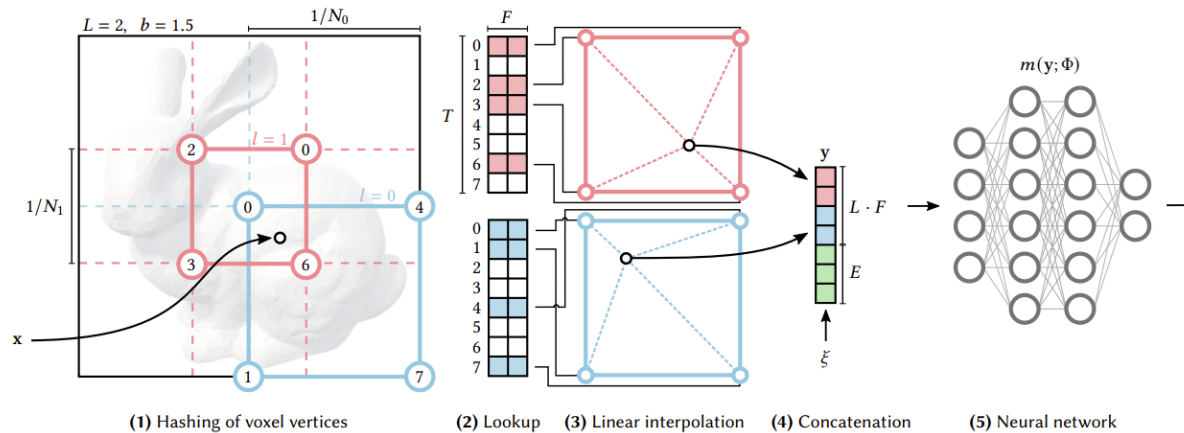 L = 2, b = 1.5
1/N₀
l = 1
2
0
1/N₁
l = 0
0
4
3
6
x
1
7
F
T
0
1
2
3
4
5
6
7
0
1
2
3
4
5
6
7
y
L · F
E
ξ
m(y; Φ)
(1) Hashing of voxel vertices
(2) Lookup
(3) Linear interpolation
(4) Concatenation
(5) Neural network